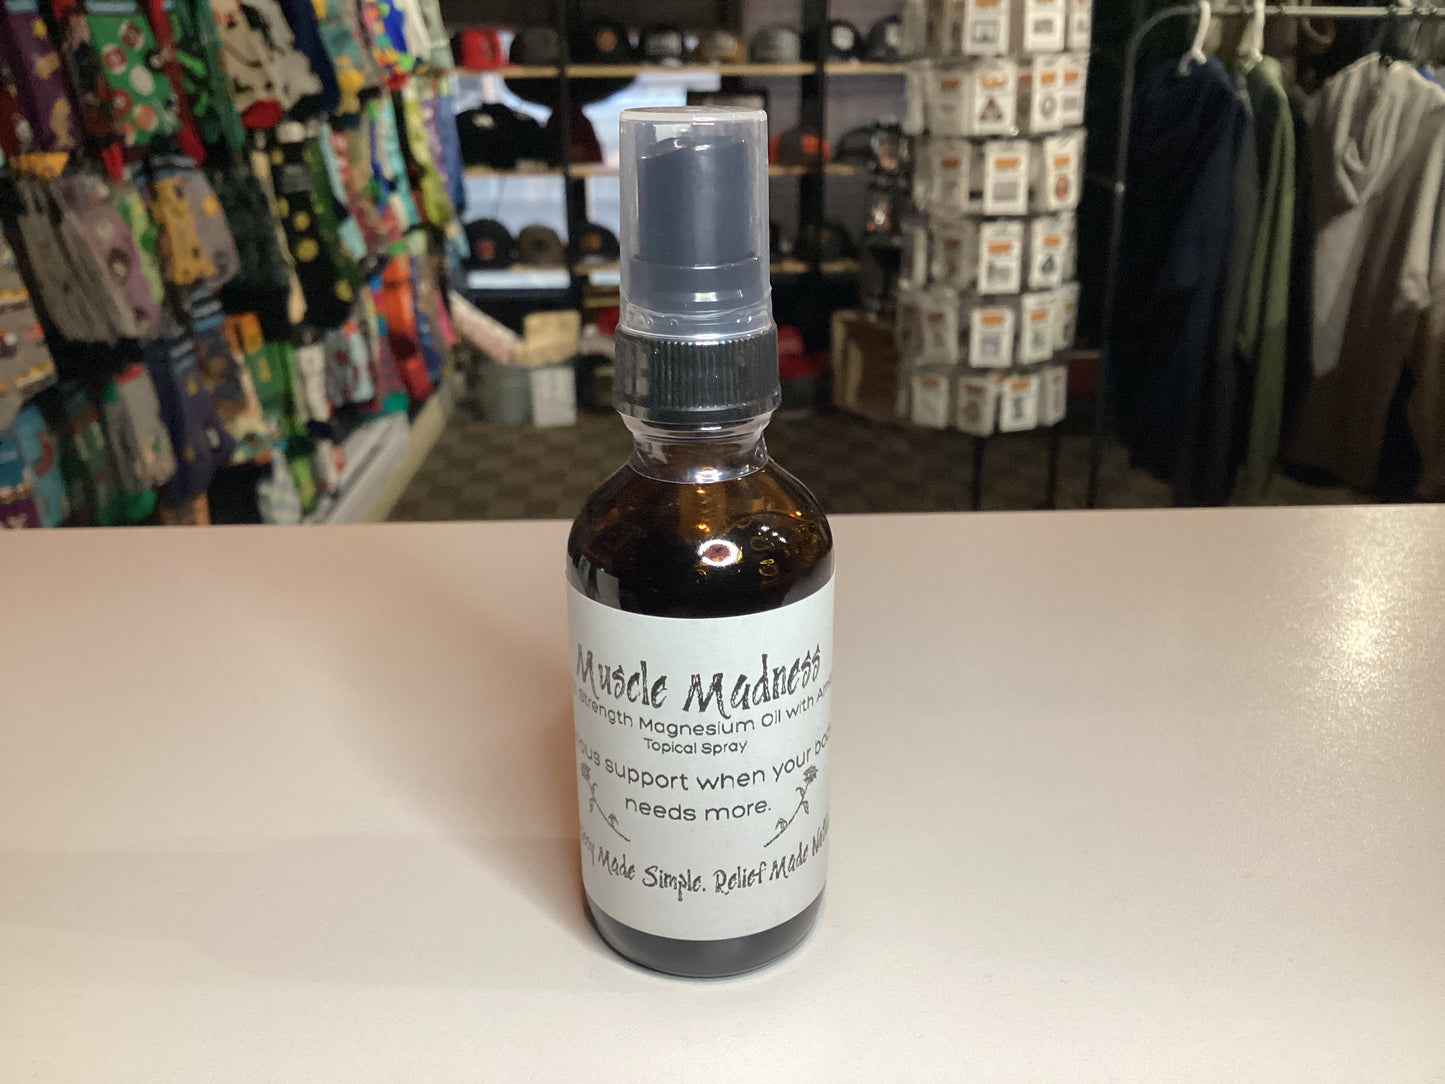 Muscle Madness
Strength Magnesium Oil with
Topical Spray
support when your
needs more.
Made Simple. Relief Made